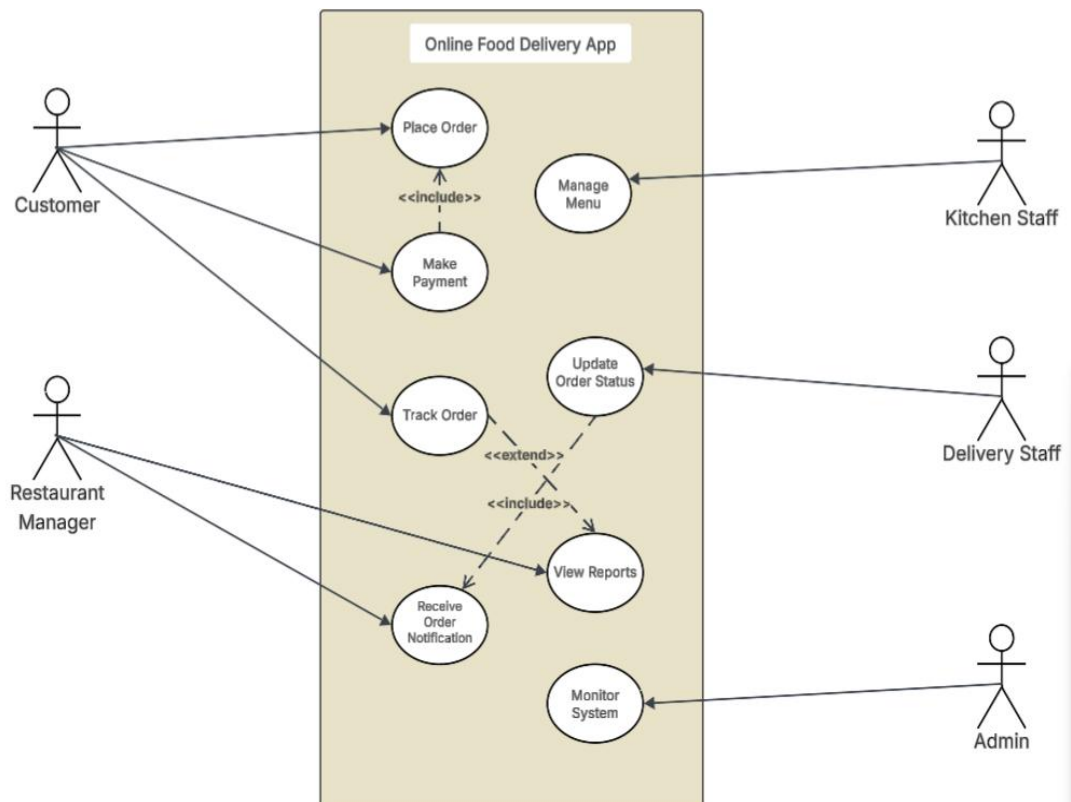 Online Food Delivery App
Place Order
<<include>>
Manage
Menu
Customer
Kitchen Staff
Make
Payment
Update
Order Status
Track Order
<<extend>>
Delivery Staff
Restaurant
Manager
<<include>>
View Reports
Receive
Order
Notification
Monitor
System
Admin